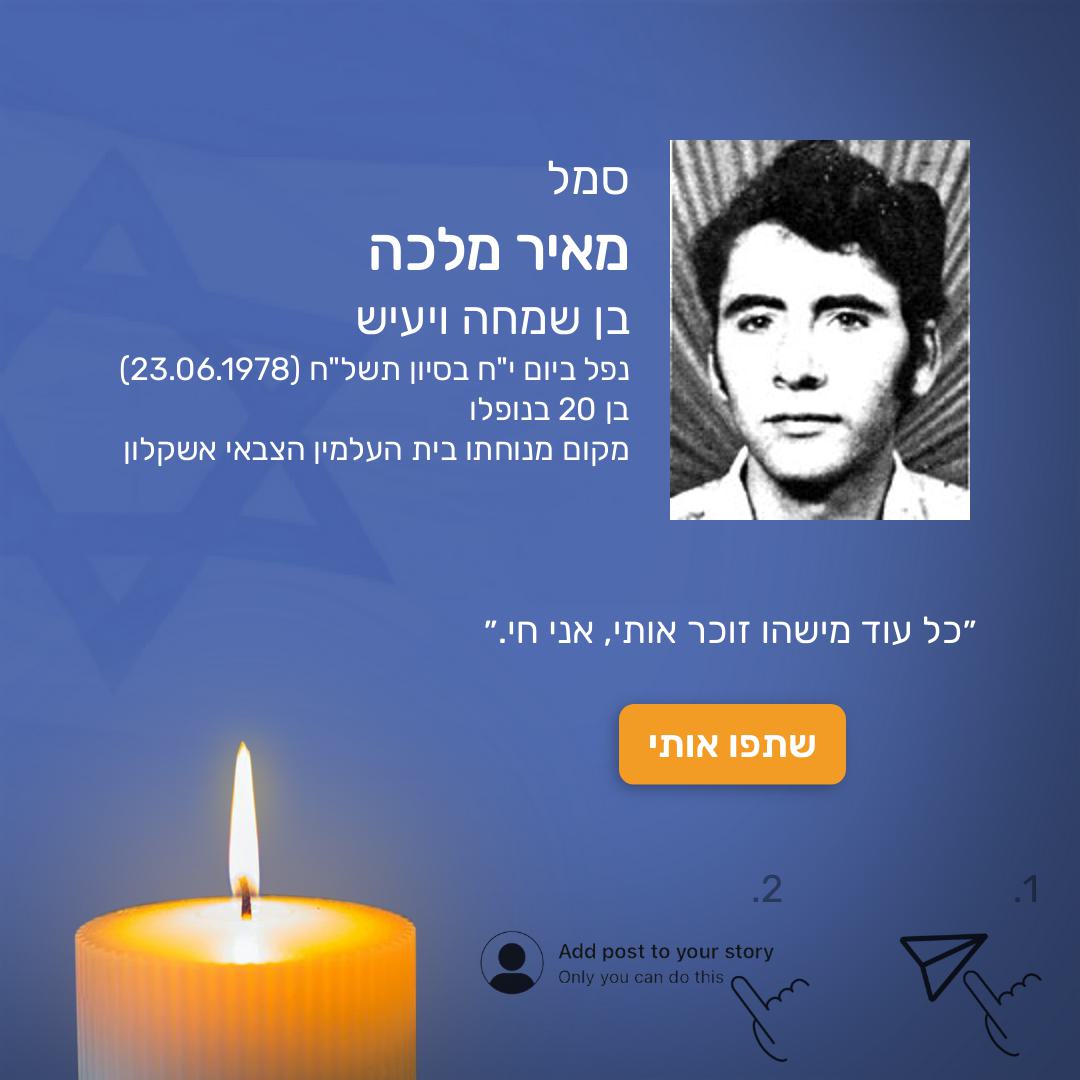 סמל
מאיר מלכה
בן שמחה ויעיש
נפל ביום י"ח בסיון תשל"ח (23.06.1978)
בן 20 בנופלו
מקום מנוחתו בית העלמין הצבאי אשקלון
״כל עוד מישהו זוכר אותי, אני חי.״
שתפו אותי
1.
2.
Add post to your story
Only you can do this